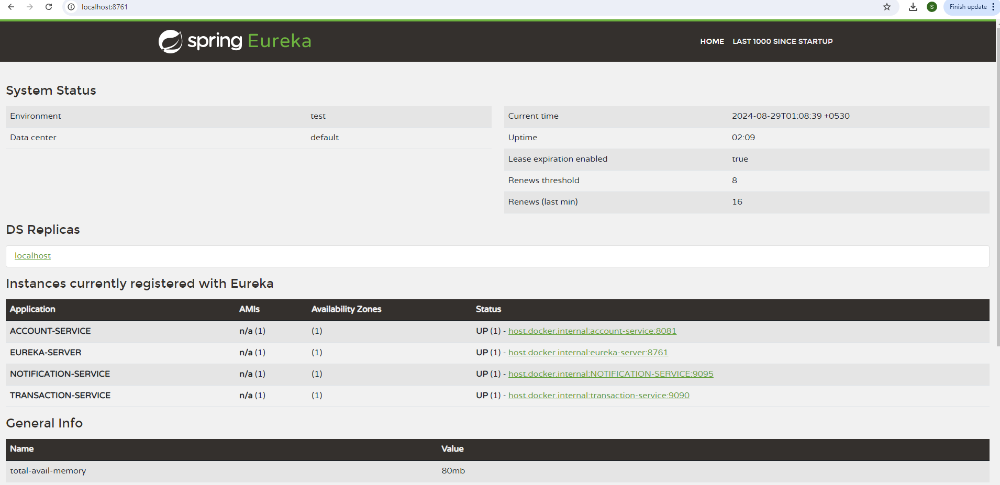 localhost:8761
S
Finish update
spring Eureka
HOME LAST 1000 SINCE STARTUP
System Status
Environment test
Data center default
Current time 2024-08-29T01:08:39 +0530
Uptime 02:09
Lease expiration enabled true
Renews threshold 8
Renews (last min) 16
DS Replicas
localhost
Instances currently registered with Eureka
Application AMIs Availability Zones Status
ACCOUNT-SERVICE n/a (1) (1) UP (1) - host.docker.internal:account-service:8081
EUREKA-SERVER n/a (1) (1) UP (1) - host.docker.internal:eureka-server:8761
NOTIFICATION-SERVICE n/a (1) (1) UP (1) - host.docker.internal:NOTIFICATION-SERVICE:9095
TRANSACTION-SERVICE n/a (1) (1) UP (1) - host.docker.internal:transaction-service:9090
General Info
Name Value
total-avail-memory 80mb